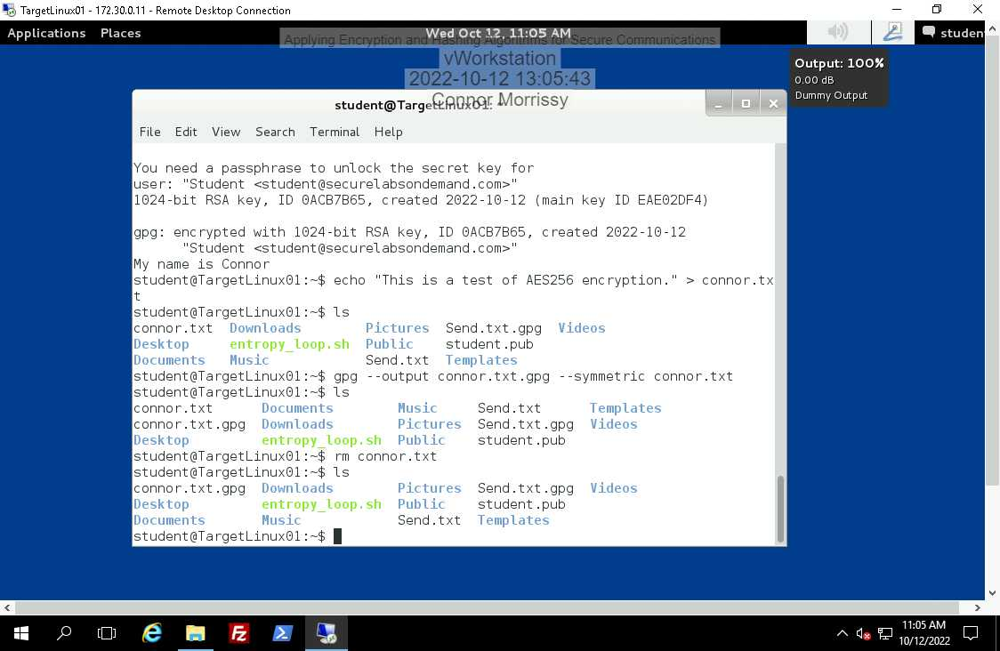 TargetLinux01 - 172.30.0.11 - Remote Desktop Connection
Applications Places Wed Oct 12, 11:05 AM studen
Applying Encryption and Hashing Algorithms for Secure Communications
vWorkstation
2022-10-12 13:05:43
Connor Morrissy
Output: 100%
0.00 dB
Dummy Output
student@TargetLinux01: ~
File Edit View Search Terminal Help
You need a passphrase to unlock the secret key for
user: "Student <student@securelabsondemand.com>"
1024-bit RSA key, ID 0ACB7B65, created 2022-10-12 (main key ID EAE02DF4)
gpg: encrypted with 1024-bit RSA key, ID 0ACB7B65, created 2022-10-12
"Student <student@securelabsondemand.com>"
My name is Connor
student@TargetLinux01:~$ echo "This is a test of AES256 encryption." > connor.tx
t
student@TargetLinux01:~$ ls
connor.txt Downloads Pictures Send.txt.gpg Videos
Desktop entropy_loop.sh Public student.pub
Documents Music Send.txt Templates
student@TargetLinux01:~$ gpg --output connor.txt.gpg --symmetric connor.txt
student@TargetLinux01:~$ ls
connor.txt Documents Music Send.txt Templates
connor.txt.gpg Downloads Pictures Send.txt.gpg Videos
Desktop entropy_loop.sh Public student.pub
student@TargetLinux01:~$ rm connor.txt
student@TargetLinux01:~$ ls
connor.txt.gpg Downloads Pictures Send.txt.gpg Videos
Desktop entropy_loop.sh Public student.pub
Documents Music Send.txt Templates
student@TargetLinux01:~$
11:05 AM
10/12/2022